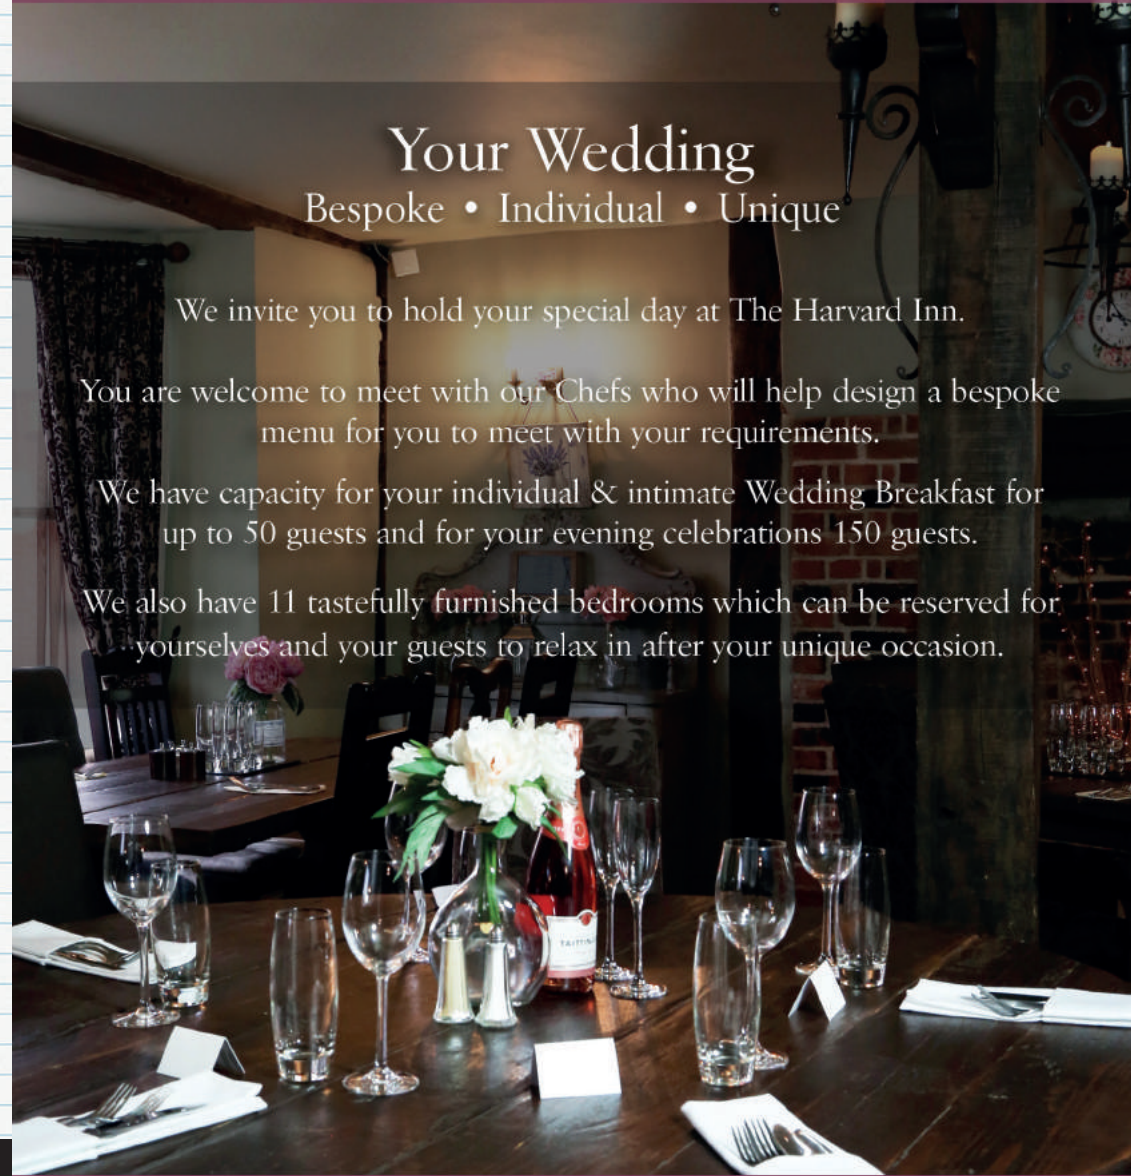 Your Wedding
Bespoke • Individual • Unique
We invite you to hold your special day at The Harvard Inn.
You are welcome to meet with our Chefs who will help design a bespoke
menu for you to meet with your requirements.
We have capacity for your individual & intimate Wedding Breakfast for
up to 50 guests and for your evening celebrations 150 guests.
We also have 11 tastefully furnished bedrooms which can be reserved for
yourselves and your guests to relax in after your unique occasion.